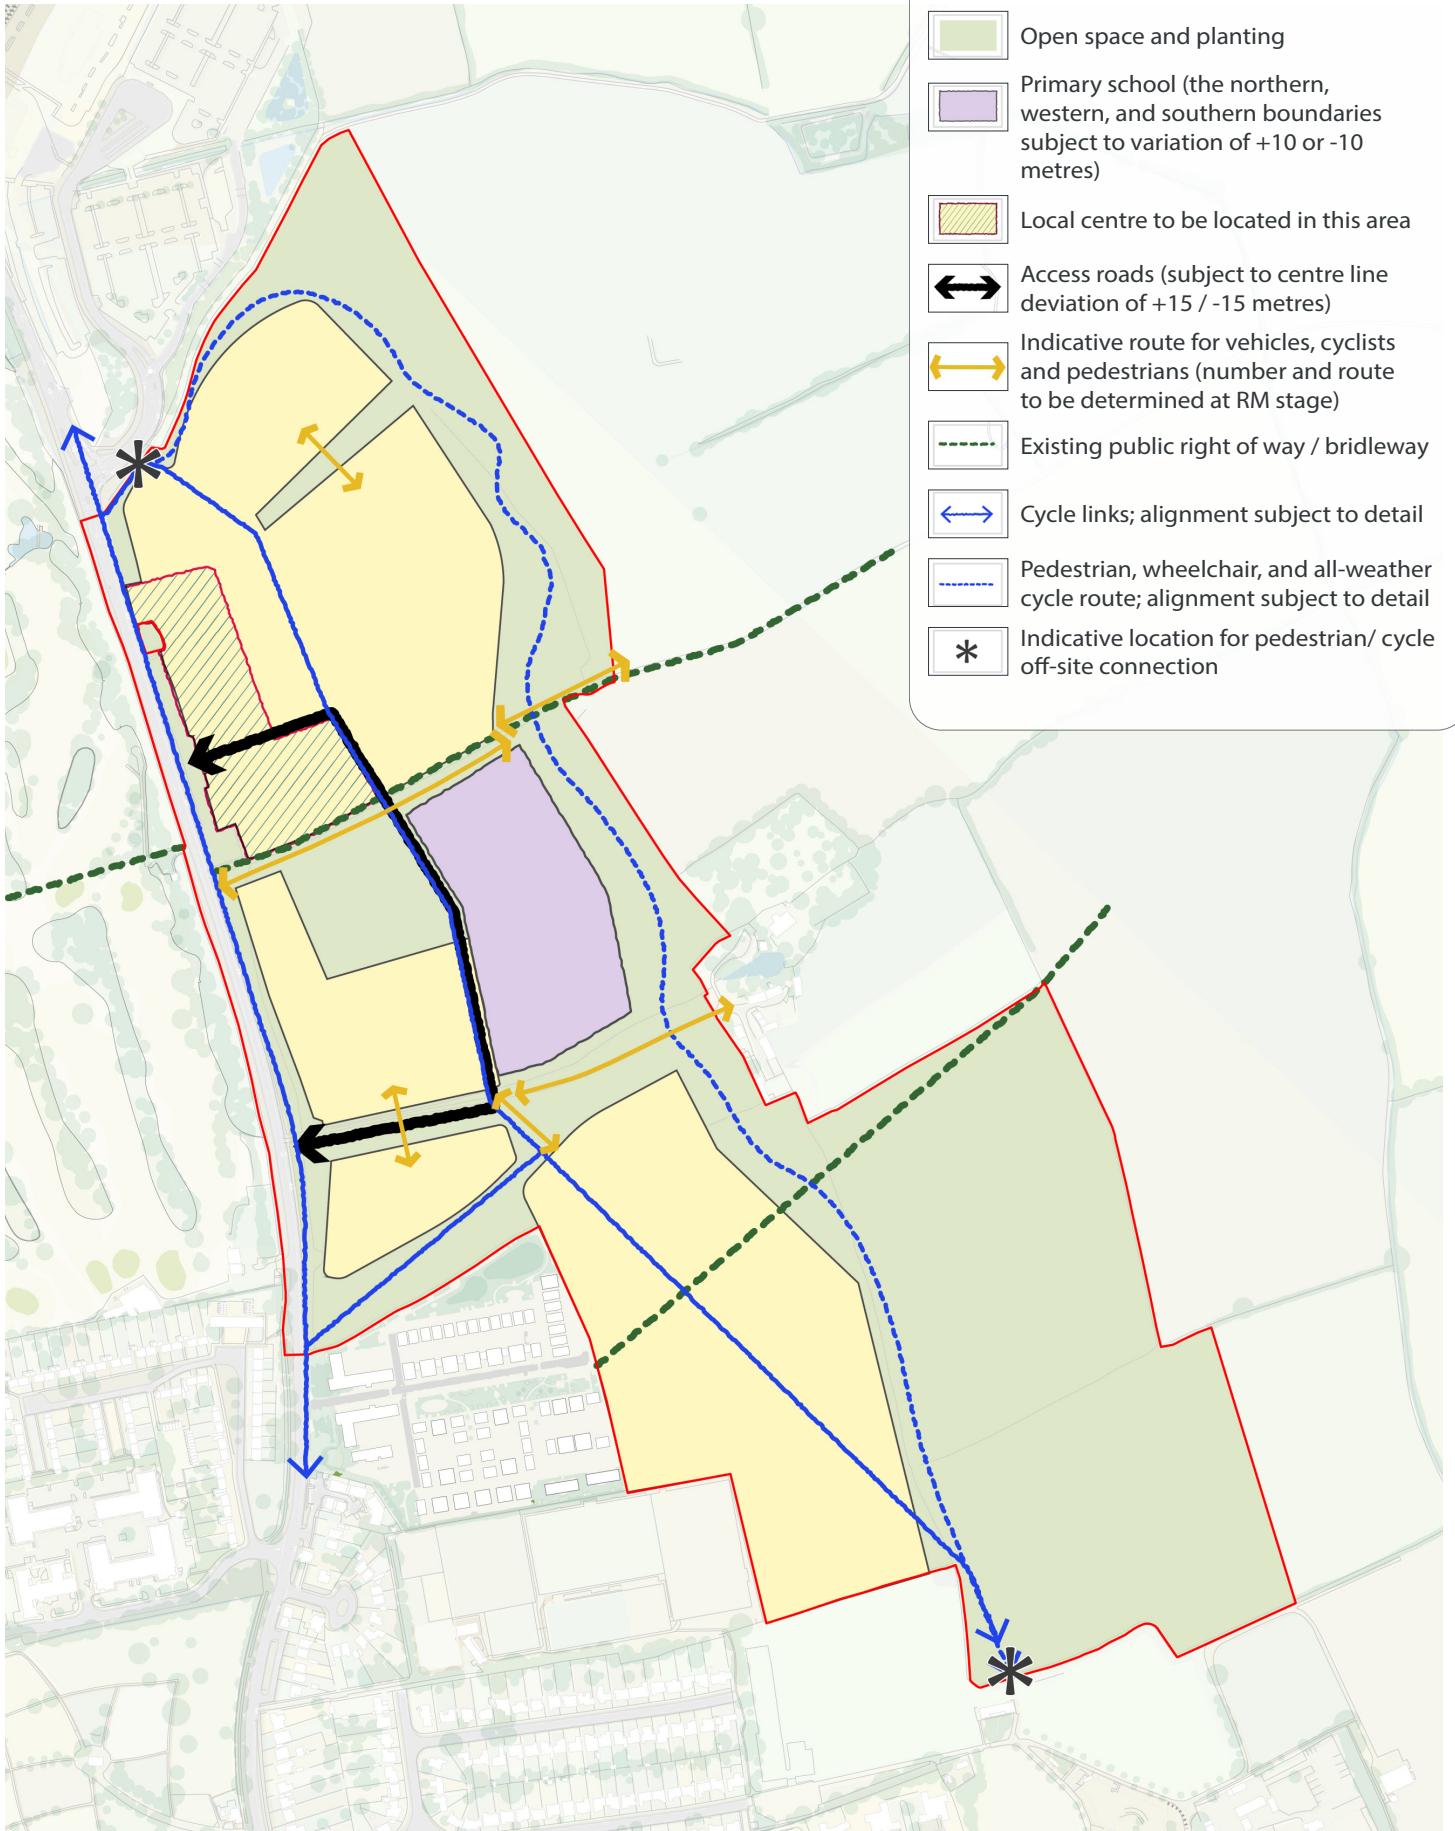 Open space and planting
Primary school (the northern,
western, and southern boundaries
subject to variation of +10 or -10
metres)
Local centre to be located in this area
Access roads (subject to centre line
deviation of +15 / -15 metres)
Indicative route for vehicles, cyclists
and pedestrians (number and route
to be determined at RM stage)
Existing public right of way / bridleway
Cycle links; alignment subject to detail
Pedestrian, wheelchair, and all-weather
cycle route; alignment subject to detail
Indicative location for pedestrian/ cycle
off-site connection